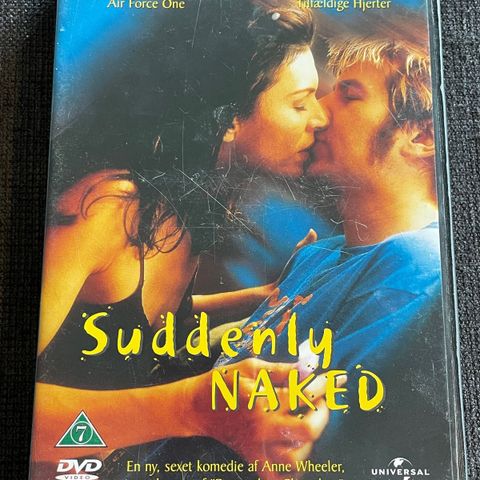 Air Force One
Tilfældige Hjerter
Suddenly
NAKED
7
DVD
VIDEO
En ny, sexet komedie af Anne Wheeler,
UNIVERSAL